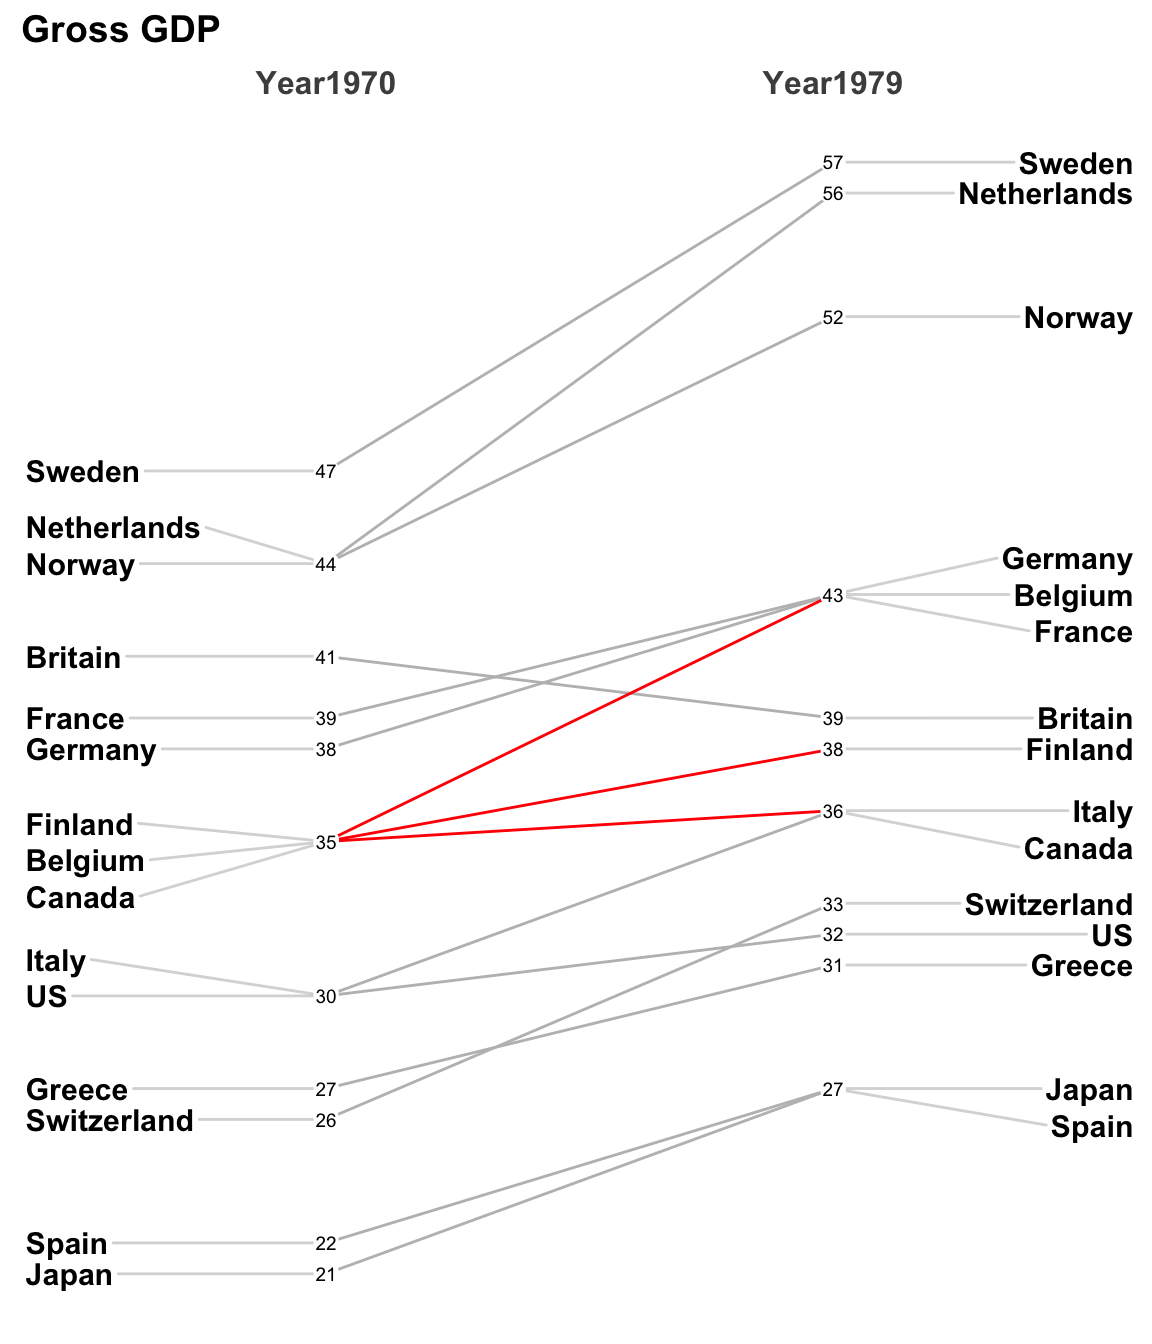 Gross GDP
Year1970 Year1979
57 Sweden
56 Netherlands
52 Norway
Sweden 47
Netherlands
Norway 44
Germany
43 Belgium
France
Britain 41
France 39
39 Britain
Germany 38
38 Finland
36 Italy
Canada
Finland
35
Belgium
Canada
33 Switzerland
32 US
31 Greece
Italy
US 30
Greece 27
27 Japan
Switzerland 26
Spain
Spain 22
Japan 21